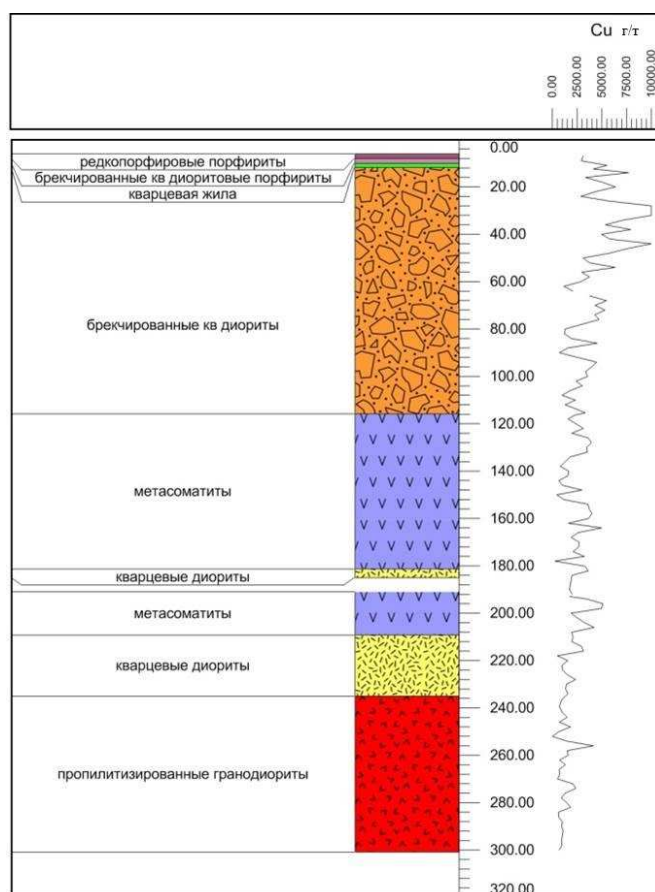 Cu г/т
0.00
2500.00
5000.00
7500.00
10000.00
0.00
редкопорфировые порфириты
брекчированные кв диоритовые порфириты
20.00
кварцевая жила
40.00
60.00
брекчированные кв диориты
80.00
100.00
120.00
140.00
метасоматиты
160.00
180.00
кварцевые диориты
метасоматиты
200.00
кварцевые диориты
220.00
240.00
260.00
пропилитизированные гранодиориты
280.00
300.00
320.00